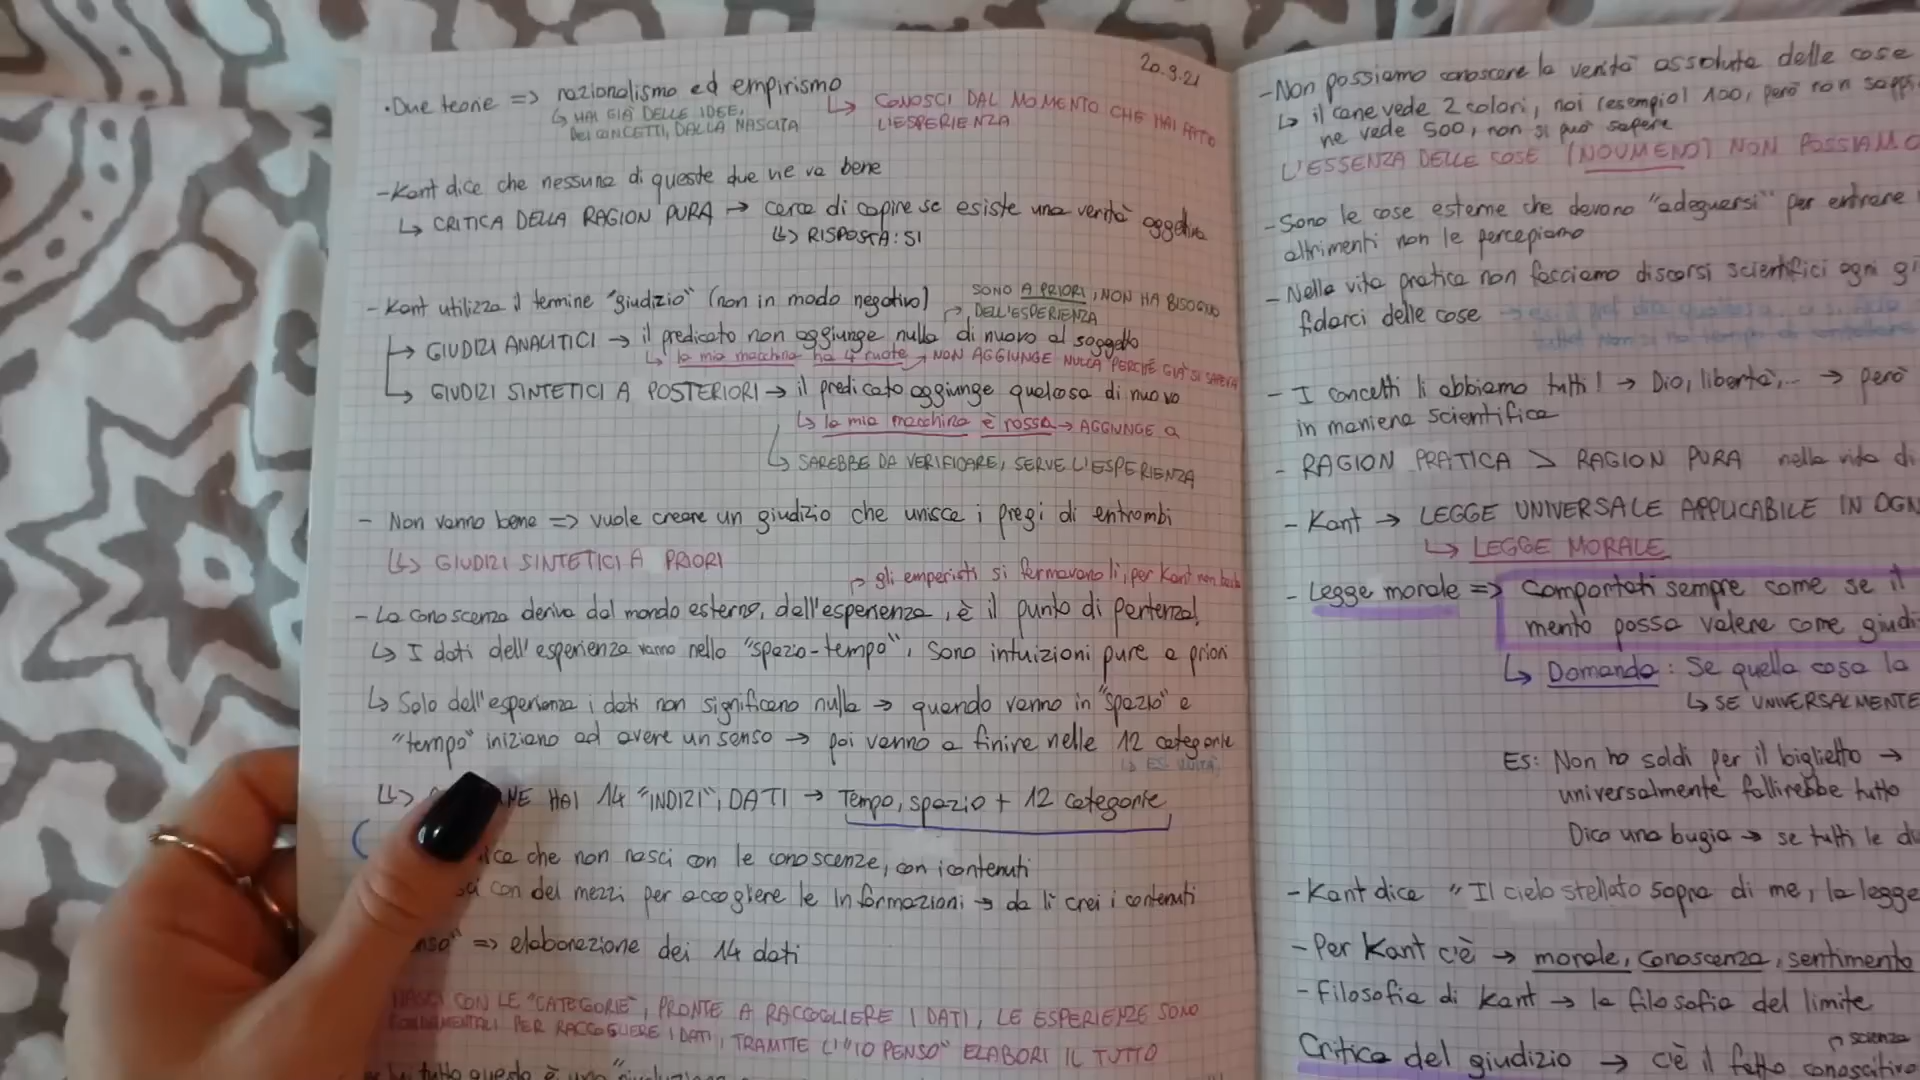 20.9.21
• Due teorie => razionalismo ed empirismo
↳ HAI GIÀ DELLE IDEE,
DEI CONCETTI, DALLA NASCITA
↳ CONOSCI DAL MOMENTO CHE HAI FATTO
L'ESPERIENZA
- Kant dice che nessuna di queste due vie va bene
↳ CRITICA DELLA RAGION PURA → cerca di capire se esiste una verità oggettiva
↳ RISPOSTA: SI
- Kant utilizza il termine "giudizio" (non in modo negativo)
SONO A PRIORI, NON HA BISOGNO
DELL'ESPERIENZA
↳ GIUDIZI ANALITICI → il predicato non aggiunge nulla di nuovo al soggetto
↳ la mia macchina ha 4 ruote → NON AGGIUNGE NULLA PERCHÉ GIÀ SI SAPEVA
↳ GIUDIZI SINTETICI A POSTERIORI → il predicato aggiunge qualcosa di nuovo
↳ la mia macchina è rossa → AGGIUNGE
↳ SAREBBE DA VERIFICARE, SERVE L'ESPERIENZA
- Non vanno bene => vuole creare un giudizio che unisce i pregi di entrambi
↳ GIUDIZI SINTETICI A PRIORI
gli emperisti si fermavano lì, per Kant non basta
- La conoscenza deriva dal mondo esterno, dall'esperienza, è il punto di partenza!
↳ I dati dell'esperienza vanno nello "spazio-tempo", sono intuizioni pure a priori
↳ Solo dall'esperienza i dati non significano nulla → quando vanno in "spazio" e
"tempo" iniziano ad avere un senso → poi vanno a finire nelle 12 categorie
↳ ES. UNITÀ
HAI 14 "INDIZI", DATI → Tempo, spazio + 12 categorie
che non nasci con le conoscenze, con i contenuti
con dei mezzi per accogliere le informazioni → da lì crei i contenuti
=> elaborazione dei 14 dati
NASCI CON LE "CATEGORIE", PRONTE A RACCOGLIERE I DATI, LE ESPERIENZE SONO
FONDAMENTALI PER RACCOGLIERE I DATI, TRAMITE L'"IO PENSO" ELABORI IL TUTTO
tutto questo è una
- Non possiamo conoscere la verità assoluta delle cose
↳ il cane vede 2 colori, noi (esempio) 100, però non
ne vede 500, non si può sapere
L'ESSENZA DELLE COSE (NOUMENO) NON POSSIAMO
- Sono le cose esterne che devono "adeguarsi" per entrare
altrimenti non le percepiamo
- Nella vita pratica non facciamo discorsi scientifici ogni
fidarci delle cose
- I concetti li abbiamo tutti! → Dio, libertà,... → però
in maniera scientifica
- RAGION PRATICA > RAGION PURA nella vita di
- Kant → LEGGE UNIVERSALE APPLICABILE IN
↳ LEGGE MORALE
- Legge morale => Comportati sempre come se il
mento possa valere come
↳ Domanda: Se quella cosa la
↳ SE UNIVERSALMENTE
Es: Non ho soldi per il biglietto →
universalmente fallirebbe tutto
Dico una bugia → se tutti le
- Kant dice "Il cielo stellato sopra di me, la legge
- Per Kant c'è → morale, conoscenza, sentimento
- Filosofia di Kant → la filosofia del limite
scienza
Critica del giudizio → c'è il fatto conoscitivo